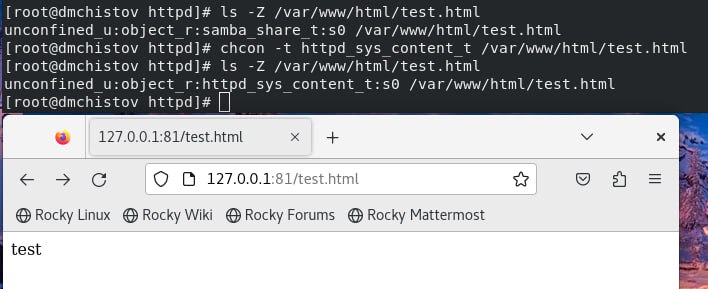 [root@dmchistov httpd]# ls -Z /var/www/html/test.html
unconfined_u:object_r:samba_share_t:s0 /var/www/html/test.html
[root@dmchistov httpd]# chcon -t httpd_sys_content_t /var/www/html/test.html
[root@dmchistov httpd]# ls -Z /var/www/html/test.html
unconfined_u:object_r:httpd_sys_content_t:s0 /var/www/html/test.html
[root@dmchistov httpd]#
127.0.0.1:81/test.html
127.0.0.1:81/test.html
Rocky Linux Rocky Wiki Rocky Forums Rocky Mattermost
test